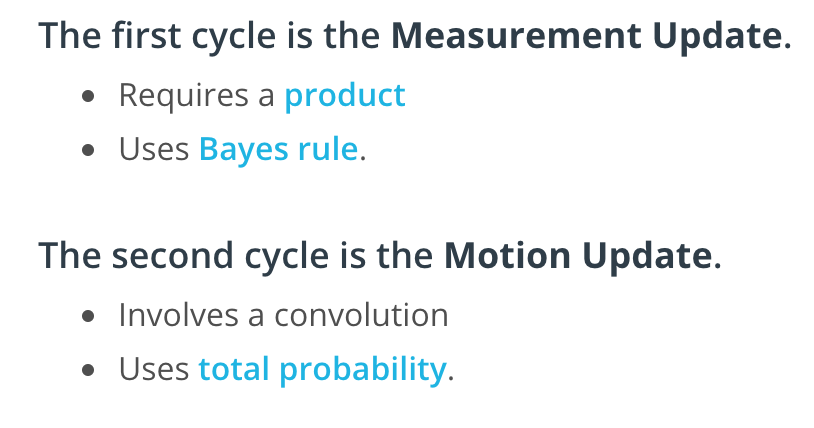 The first cycle is the Measurement Update.
• Requires a product
• Uses Bayes rule.
The second cycle is the Motion Update.
• Involves a convolution
• Uses total probability.